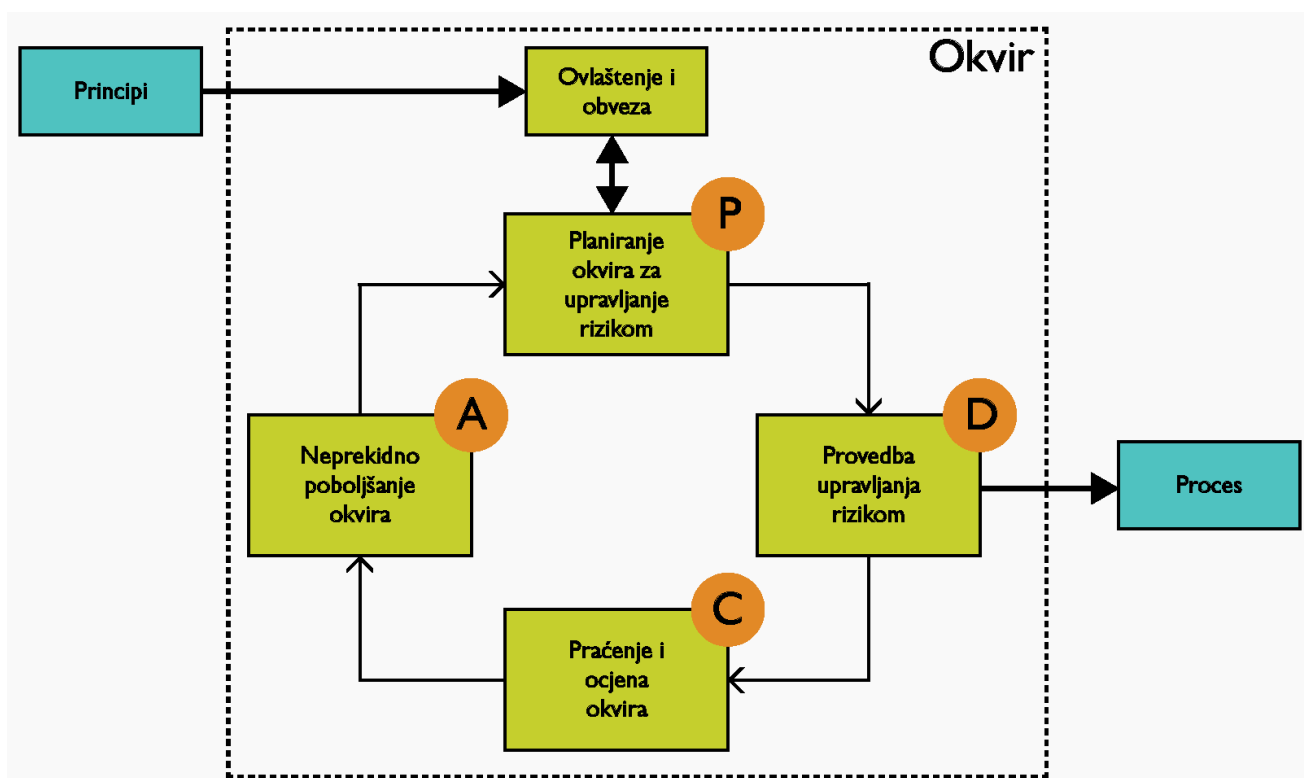 Okvir
Principi
Ovlaštenje i
obveza
P
Planiranje
okvira za
upravljanje
rizikom
A
Neprekidno
poboljšanje
okvira
D
Provedba
upravljanja
rizikom
Proces
C
Praćenje i
ocjena
okvira